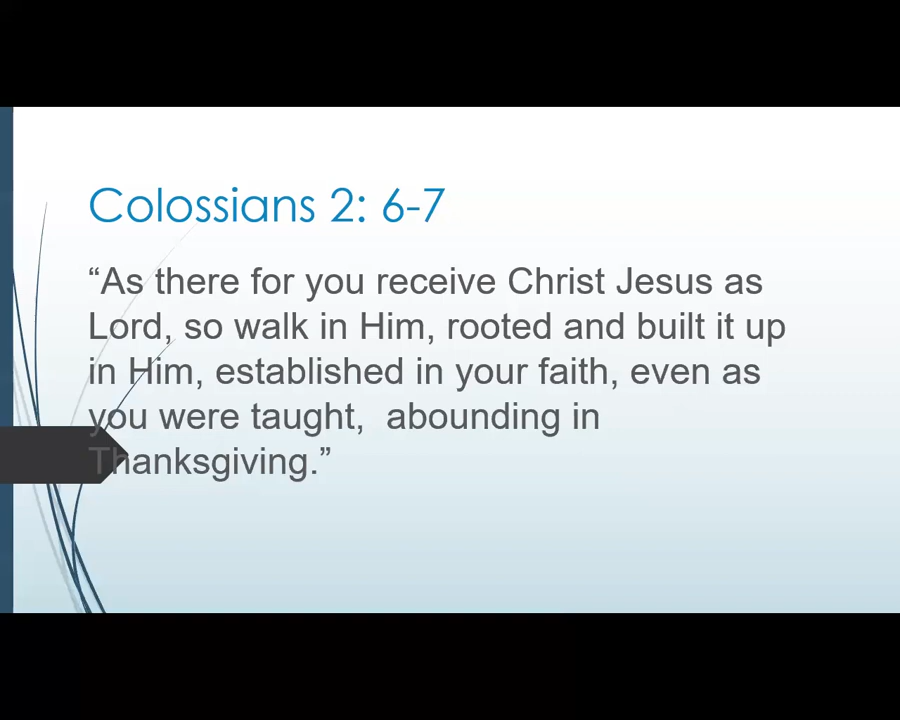 Colossians 2: 6-7
“As there for you receive Christ Jesus as
Lord, so walk in Him, rooted and built it up
in Him, established in your faith, even as
you were taught,  abounding in
Thanksgiving.”